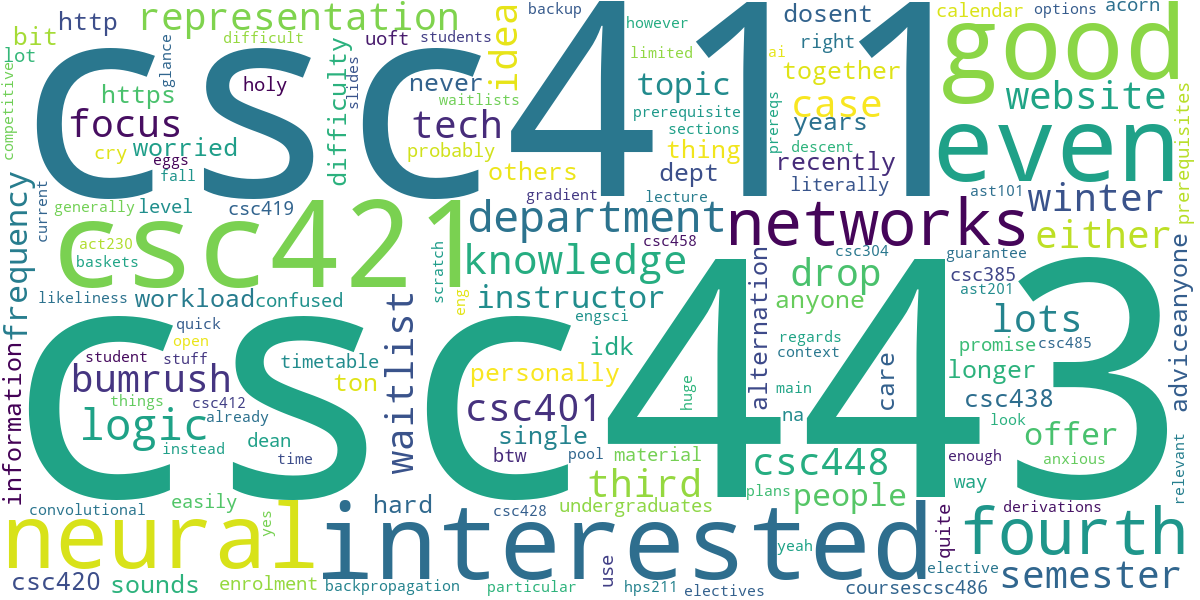 csc411
csc443
csc421
good
even
interested
neural
networks
fourth
knowledge
department
representation
http
bit
lot
https
focus
worried
cry
eggs
fall
holy
glance
difficult
difficulty
slides
uoft
students
never
waitlists
probably
tech
others
idea
backup
however
limited
ai
topic
prerequisite
sections
thing
dept
gradient
lecture
dosent
right
together
case
years
prereqs
descent
recently
literally
calendar
options
acorn
website
prerequisites
ast101
winter
either
competitive
current
generally
level
csc419
act230
baskets
likeliness
workload
confused
frequency
information
quick
open
student
stuff
bumrush
things
csc412
already
logic
instead
dean
time
timetable
ton
waitlist
scratch
eng
instructor
csc458
engsci
idk
personally
csc401
single
btw
pool
material
third
undergraduates
huge
alternation
drop
anyone
csc304
regards
context
main
na
care
guarantee
csc385
ast201
lots
promise
csc485
longer
csc438
look
offer
anxious
enough
way
csc448
people
plans
adviceanyone
relevant
derivations
convolutional
easily
yes
csc420
sounds
enrolment
hard
backpropagation
csc428
particular
use
hps211
electives
yeah
quite
elective
coursescsc486
semester